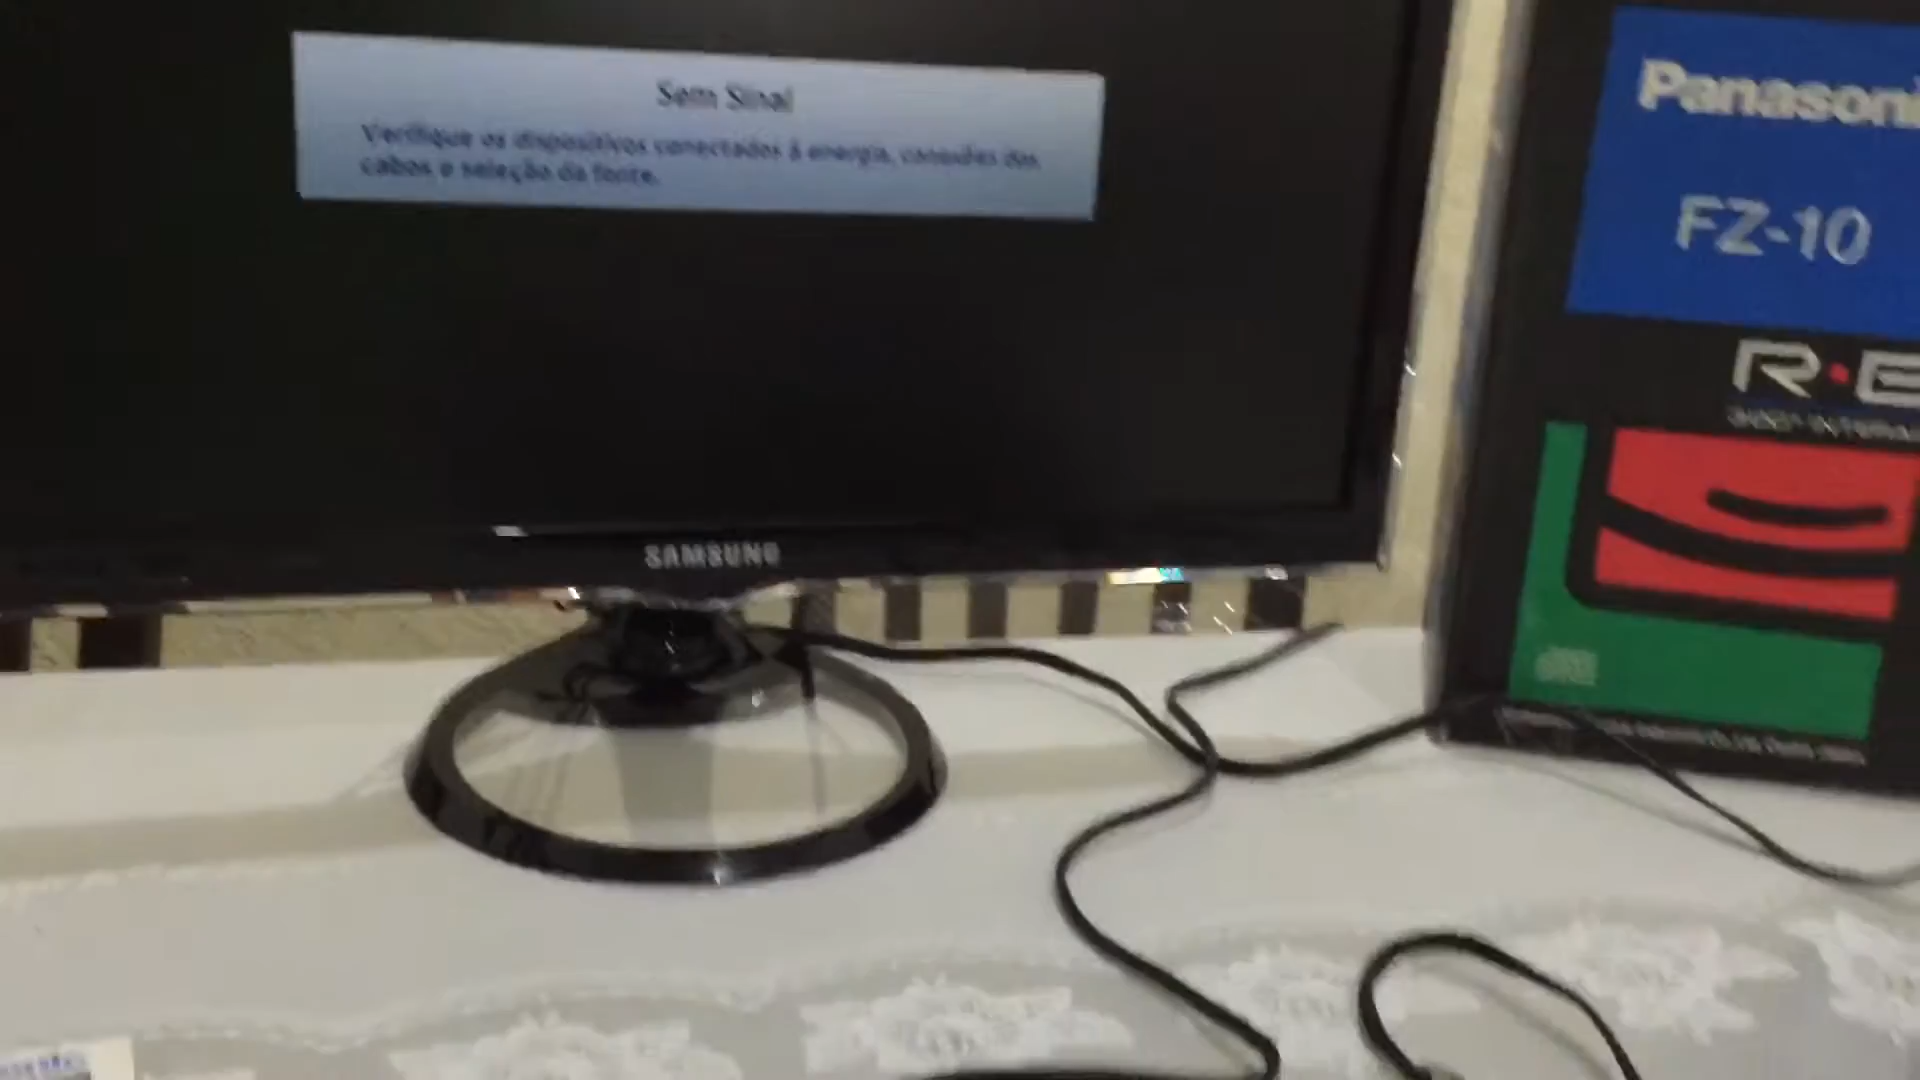 Sem Sinal
Verifique os dispositivos conectados à energia, conexões dos
cabos e seleção da fonte.
SAMSUNG
Panasoni
FZ-10
R·E